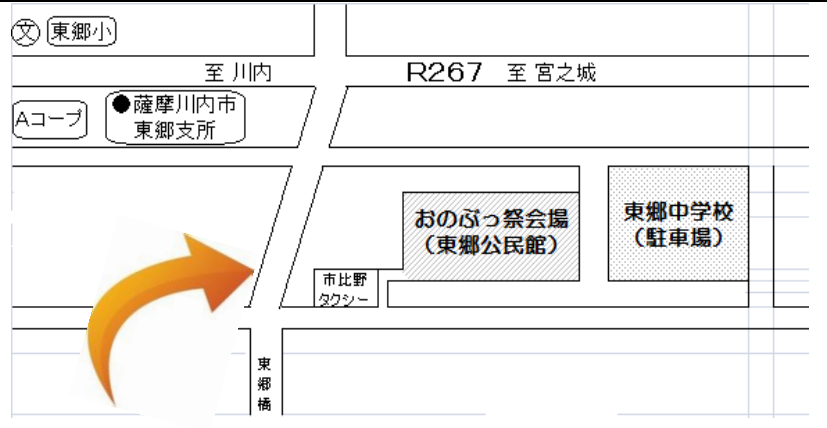 文 東郷小
至 川内
R267 至 宮之城
Aコープ
●薩摩川内市
東郷支所
おのぶっ祭会場
（東郷公民館）
東郷中学校
（駐車場）
市比野
タクシー
東郷橋